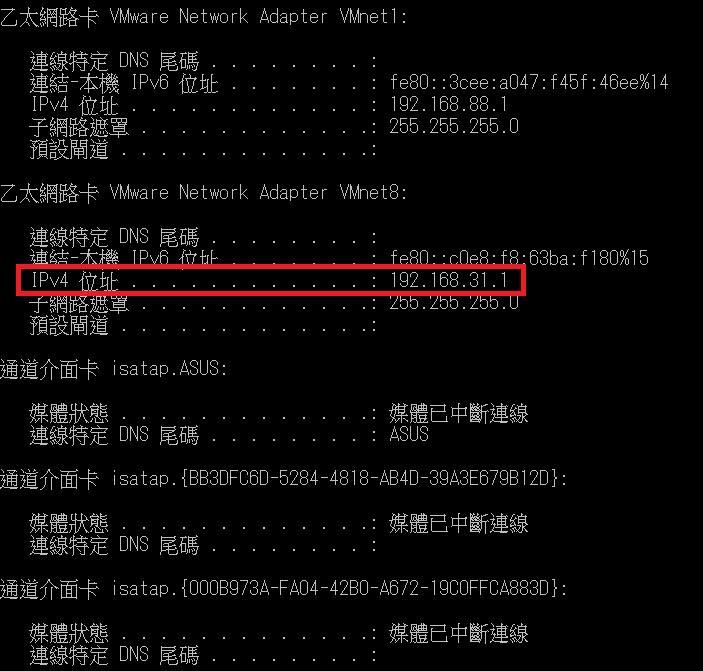 乙太網路卡 VMware Network Adapter VMnet1:
連線特定 DNS 尾碼 . . . . . . . . :
連結-本機 IPv6 位址 . . . . . . . : fe80::3cee:a047:f45f:46ee%14
IPv4 位址 . . . . . . . . . . . . : 192.168.88.1
子網路遮罩 . . . . . . . . . . . .: 255.255.255.0
預設閘道 . . . . . . . . . . . . .:
乙太網路卡 VMware Network Adapter VMnet8:
連線特定 DNS 尾碼 . . . . . . . . :
連結-本機 IPv6 位址 . . . . . . . : fe80::c0e8:f8:63ba:f180%15
IPv4 位址 . . . . . . . . . . . . : 192.168.31.1
子網路遮罩 . . . . . . . . . . . .: 255.255.255.0
預設閘道 . . . . . . . . . . . . .:
通道介面卡 isatap.ASUS:
媒體狀態 . . . . . . . . . . . . .: 媒體已中斷連線
連線特定 DNS 尾碼 . . . . . . . . : ASUS
通道介面卡 isatap.{BB3DFC6D-5284-4818-AB4D-39A3E679B12D}:
媒體狀態 . . . . . . . . . . . . .: 媒體已中斷連線
連線特定 DNS 尾碼 . . . . . . . . :
通道介面卡 isatap.{000B973A-FA04-42B0-A672-19C0FFCA883D}:
媒體狀態 . . . . . . . . . . . . .: 媒體已中斷連線
連線特定 DNS 尾碼 . . . . . . . . :